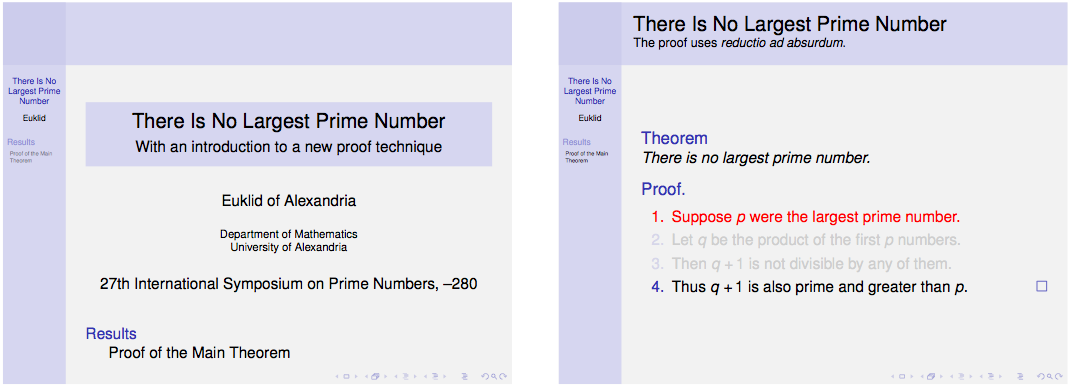 There Is No
Largest Prime
Number
Euklid
Results
Proof of the Main
Theorem
There Is No Largest Prime Number
With an introduction to a new proof technique
Euklid of Alexandria
Department of Mathematics
University of Alexandria
27th International Symposium on Prime Numbers, –280
Results
Proof of the Main Theorem
There Is No Largest Prime Number
The proof uses reductio ad absurdum.
There Is No
Largest Prime
Number
Euklid
Results
Proof of the Main
Theorem
Theorem
There is no largest prime number.
Proof.
1. Suppose p were the largest prime number.
2. Let q be the product of the first p numbers.
3. Then q + 1 is not divisible by any of them.
4. Thus q + 1 is also prime and greater than p.